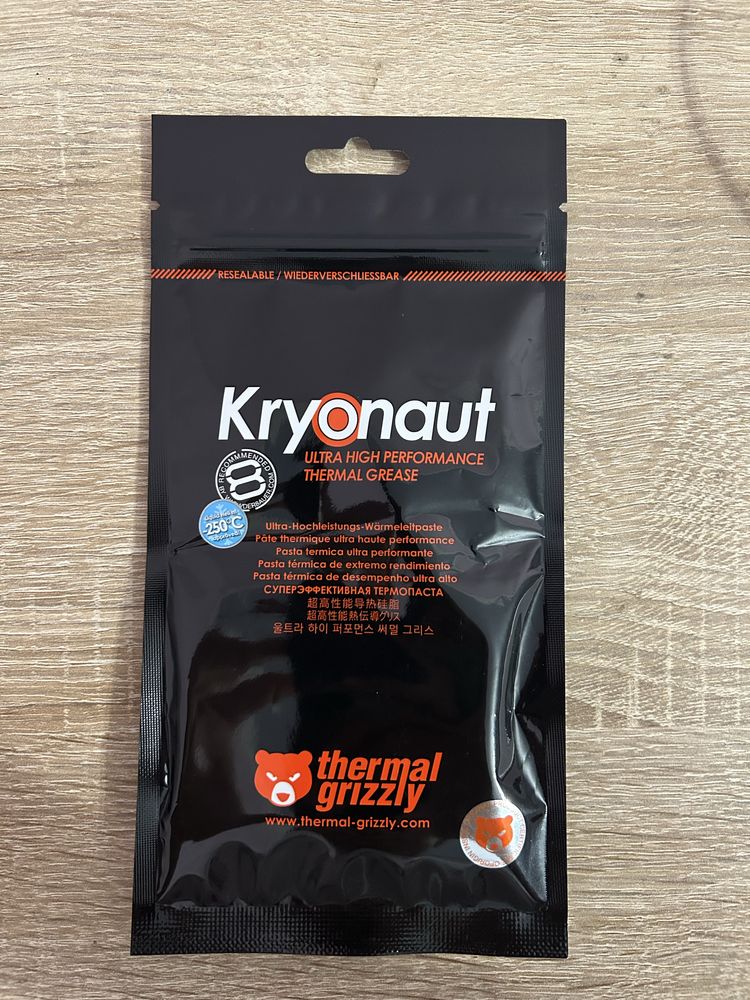 RESEALABLE / WIEDERVERSCHLIESSBAR
Kryonaut
ULTRA HIGH PERFORMANCE
THERMAL GREASE
RECOMMENDED
-250°C
approved
Ultra-Hochleistungs-Wärmeleitpaste
Pâte thermique ultra haute performance
Pasta termica ultra performante
Pasta térmica de extremo rendimiento
Pasta térmica de desempenho ultra alto
СУПЕРЭФФЕКТИВНАЯ ТЕРМОПАСТА
超高性能导热硅脂
超高性能熱伝導グリス
울트라 하이 퍼포먼스 써멀 그리스
thermal
grizzly
www.thermal-grizzly.com